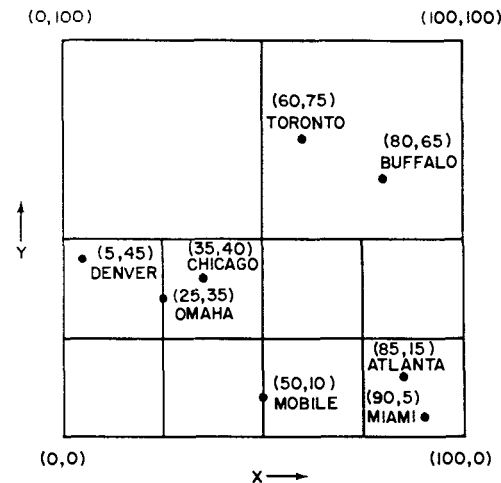 (0,100)
(100,100)
(60,75)
TORONTO
(80,65)
BUFFALO
Y
(5,45)
DENVER
(35,40)
CHICAGO
(25,35)
OMAHA
(85,15)
ATLANTA
(50,10)
MOBILE
(90,5)
MIAMI
(0,0)
X
(100,0)